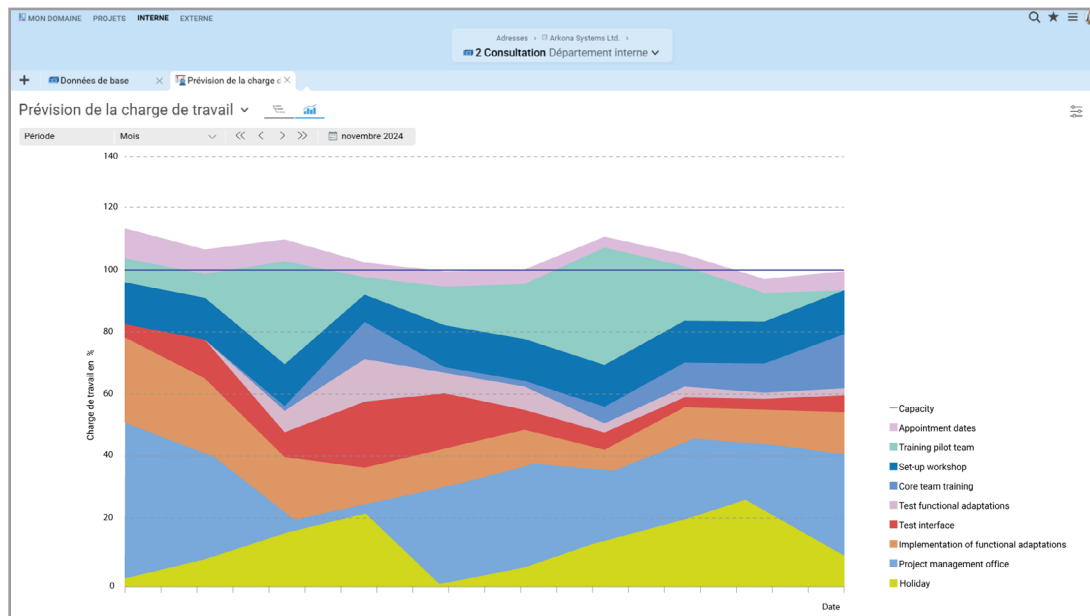 MON DOMAINE PROJETS INTERNE EXTERNE
Adresses › Arkona Systems Ltd. ›
2 Consultation Département interne
+ Données de base × Prévision de la charge d ×
Prévision de la charge de travail
Période Mois novembre 2024
140
120
100
80
60
40
20
0
Charge de travail en %
Date
Capacity
Appointment dates
Training pilot team
Set-up workshop
Core team training
Test functional adaptations
Test interface
Implementation of functional adaptations
Project management office
Holiday